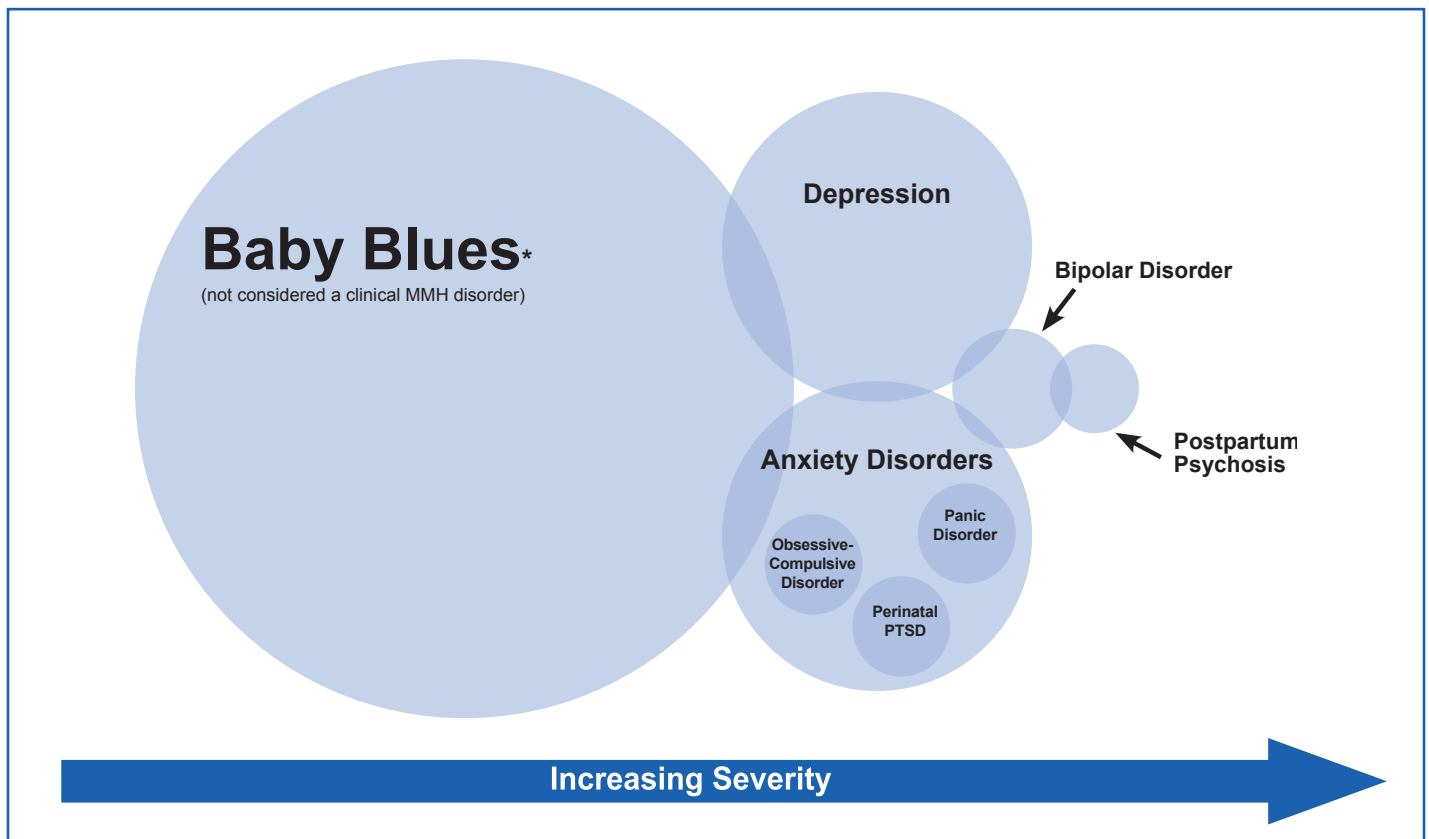 Baby Blues*
(not considered a clinical MMH disorder)
Depression
Bipolar Disorder
Postpartum
Psychosis
Anxiety Disorders
Panic
Disorder
Obsessive-
Compulsive
Disorder
Perinatal
PTSD
Increasing Severity